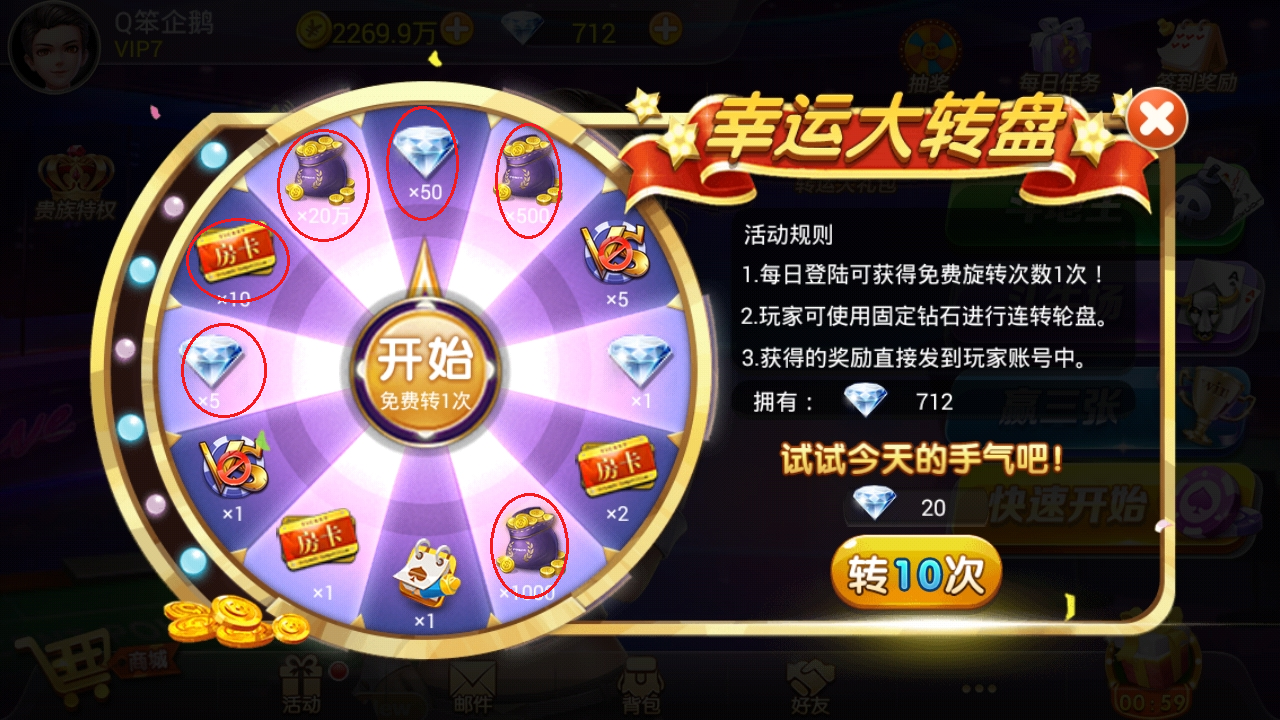 Q笨企鹅
VIP7
2269.9万
712
抽奖
每日任务
签到奖励
贵族特权
幸运大转盘
×50
×500
×5
×1
×2
×1000
×1
×1
×1
×5
×10
×20万
房卡
房卡
房卡
开始
免费转1次
活动规则
1.每日登陆可获得免费旋转次数1次！
2.玩家可使用固定钻石进行连转轮盘。
3.获得的奖励直接发到玩家账号中。
拥有： 712
试试今天的手气吧！
20
转10次
赢三张
快速开始
商城
活动
邮件
背包
好友
00:59